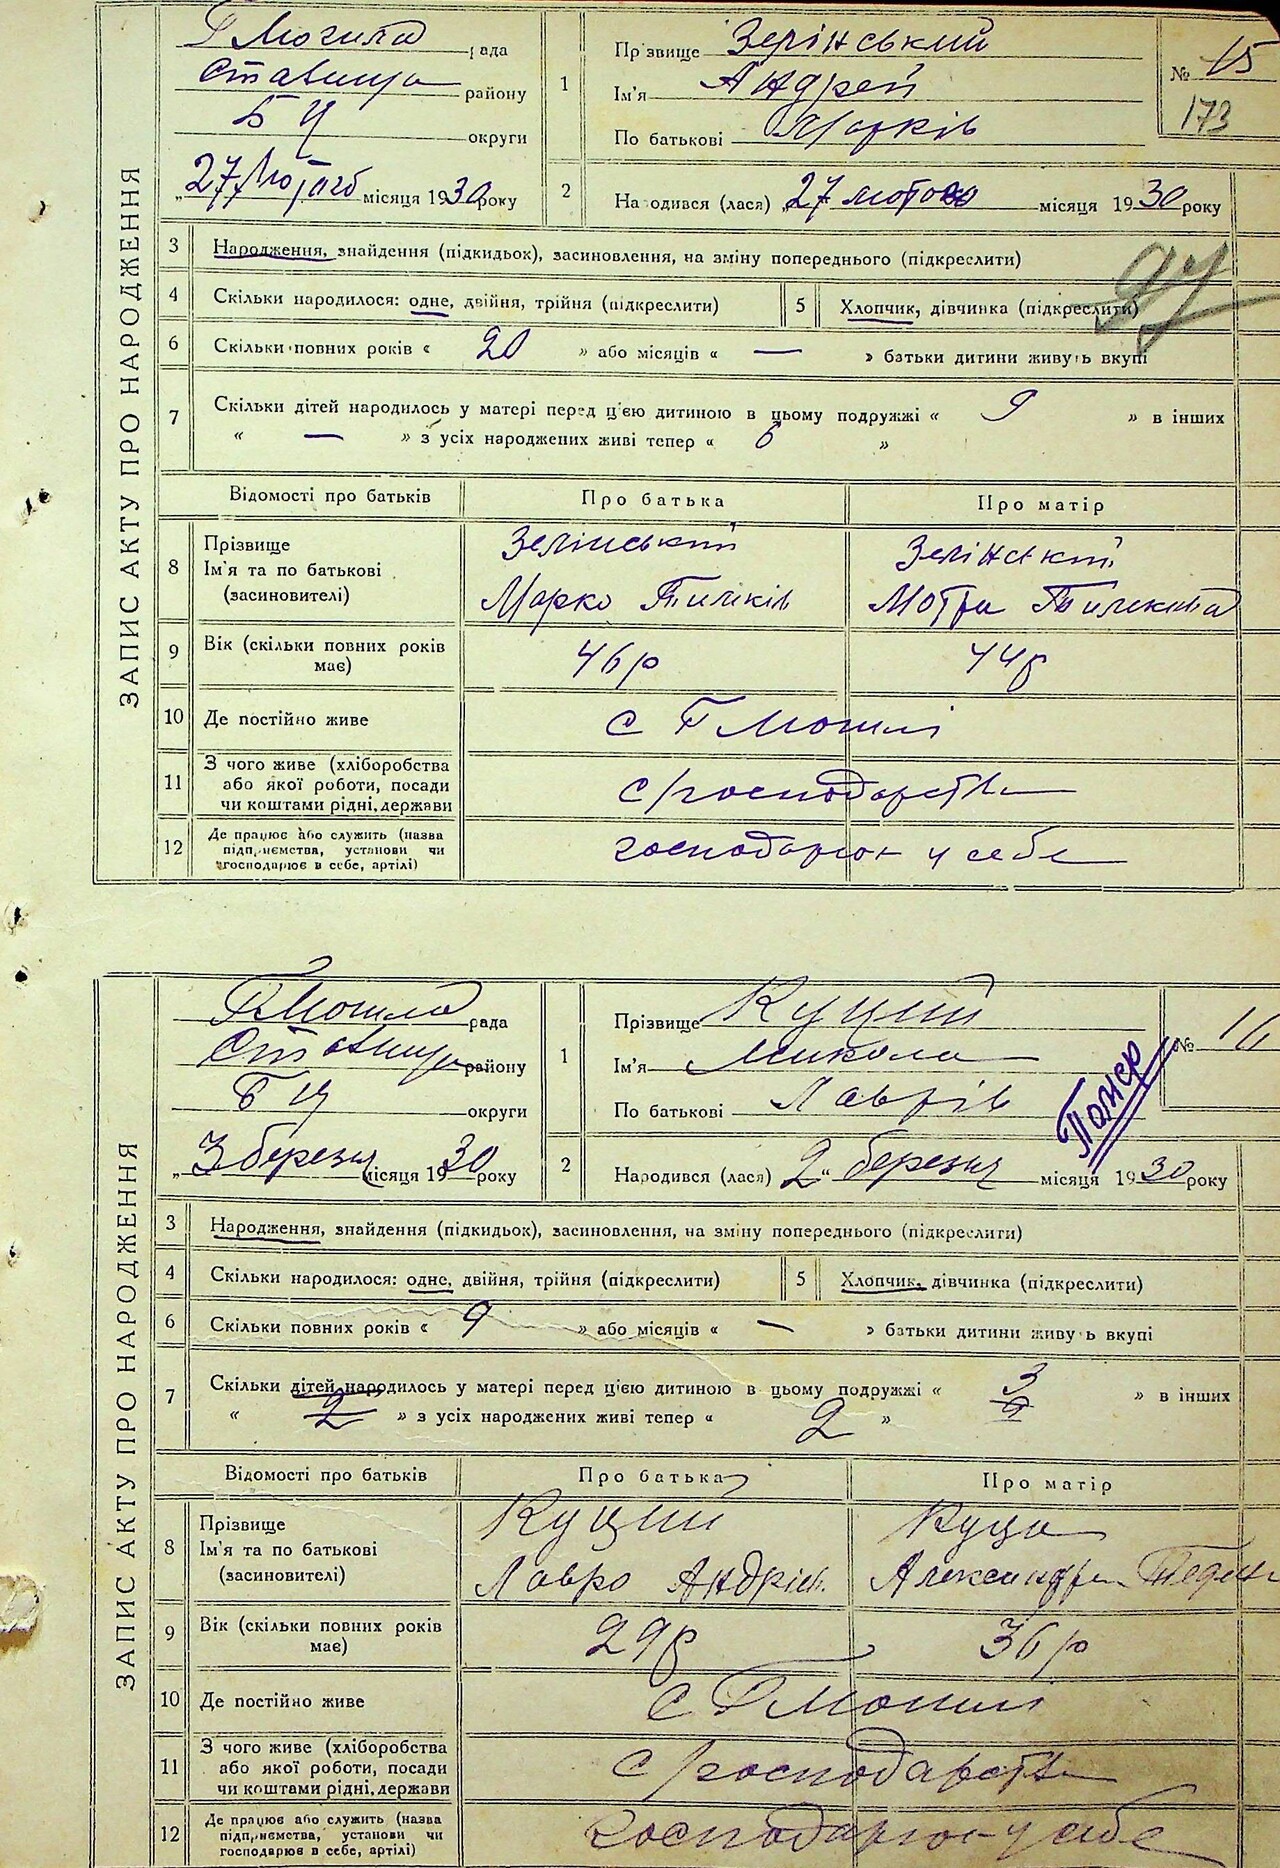 ЗАПИС АКТУ ПРО НАРОДЖЕННЯ
Г Могила рада
Ставища району
Б Ц округи
„27 Лютого місяця 1930 року
1 Прізвище Зелінський
Ім'я Андрей
По батькові Марків
№ 15
173
2 Народився (лася) „27 лютого місяця 1930 року
3 Народження, знайдення (підкидьок), засиновлення, на зміну попереднього (підкреслити)
4 Скільки народилося: одне, двійня, трійня (підкреслити) 5 Хлопчик, дівчинка (підкреслити)
6 Скільки повних років « 20 » або місяців « — » батьки дитини живуть вкупі
7 Скільки дітей народилось у матері перед цією дитиною в цьому подружжі « 9 » в інших
« — » з усіх народжених живі тепер « 6 »
Відомості про батьків Про батька Про матір
8 Прізвище Ім'я та по батькові (засиновителі)
Зелінський Зелінський
Марко Мотря
9 Вік (скільки повних років має) 46 р 44 р
10 Де постійно живе с Г Могилі
11 З чого живе (хліборобства або якої роботи, посади чи коштами рідні, держави с/господарства
12 Де працює або служить (назва підприємства, установи чи господарює в себе, артілі) господарює у себе
ЗАПИС АКТУ ПРО НАРОДЖЕННЯ
Г Могила рада
Ставища району
Б Ц округи
„3 березня місяця 1930 року
1 Прізвище Куций
Ім'я Микола
По батькові Лаврів
№ 16
Помер
2 Народився (лася) „2" березня місяця 1930 року
3 Народження, знайдення (підкидьок), засиновлення, на зміну попереднього (підкреслити)
4 Скільки народилося: одне, двійня, трійня (підкреслити) 5 Хлопчик, дівчинка (підкреслити)
6 Скільки повних років « 9 » або місяців « — » батьки дитини живуть вкупі
7 Скільки дітей народилось у матері перед цією дитиною в цьому подружжі « 3 » в інших
« 2 » з усіх народжених живі тепер « 2 »
Відомості про батьків Про батька Про матір
8 Прізвище Ім'я та по батькові (засиновителі)
Куций Куца
Лавро Андріїв. Александра
9 Вік (скільки повних років має) 29 р 36 р
10 Де постійно живе с Г Могилі
11 З чого живе (хліборобства або якої роботи, посади чи коштами рідні, держави с/господарства
12 Де працює або служить (назва підприємства, установи чи господарює в себе, артілі) господарює у себе